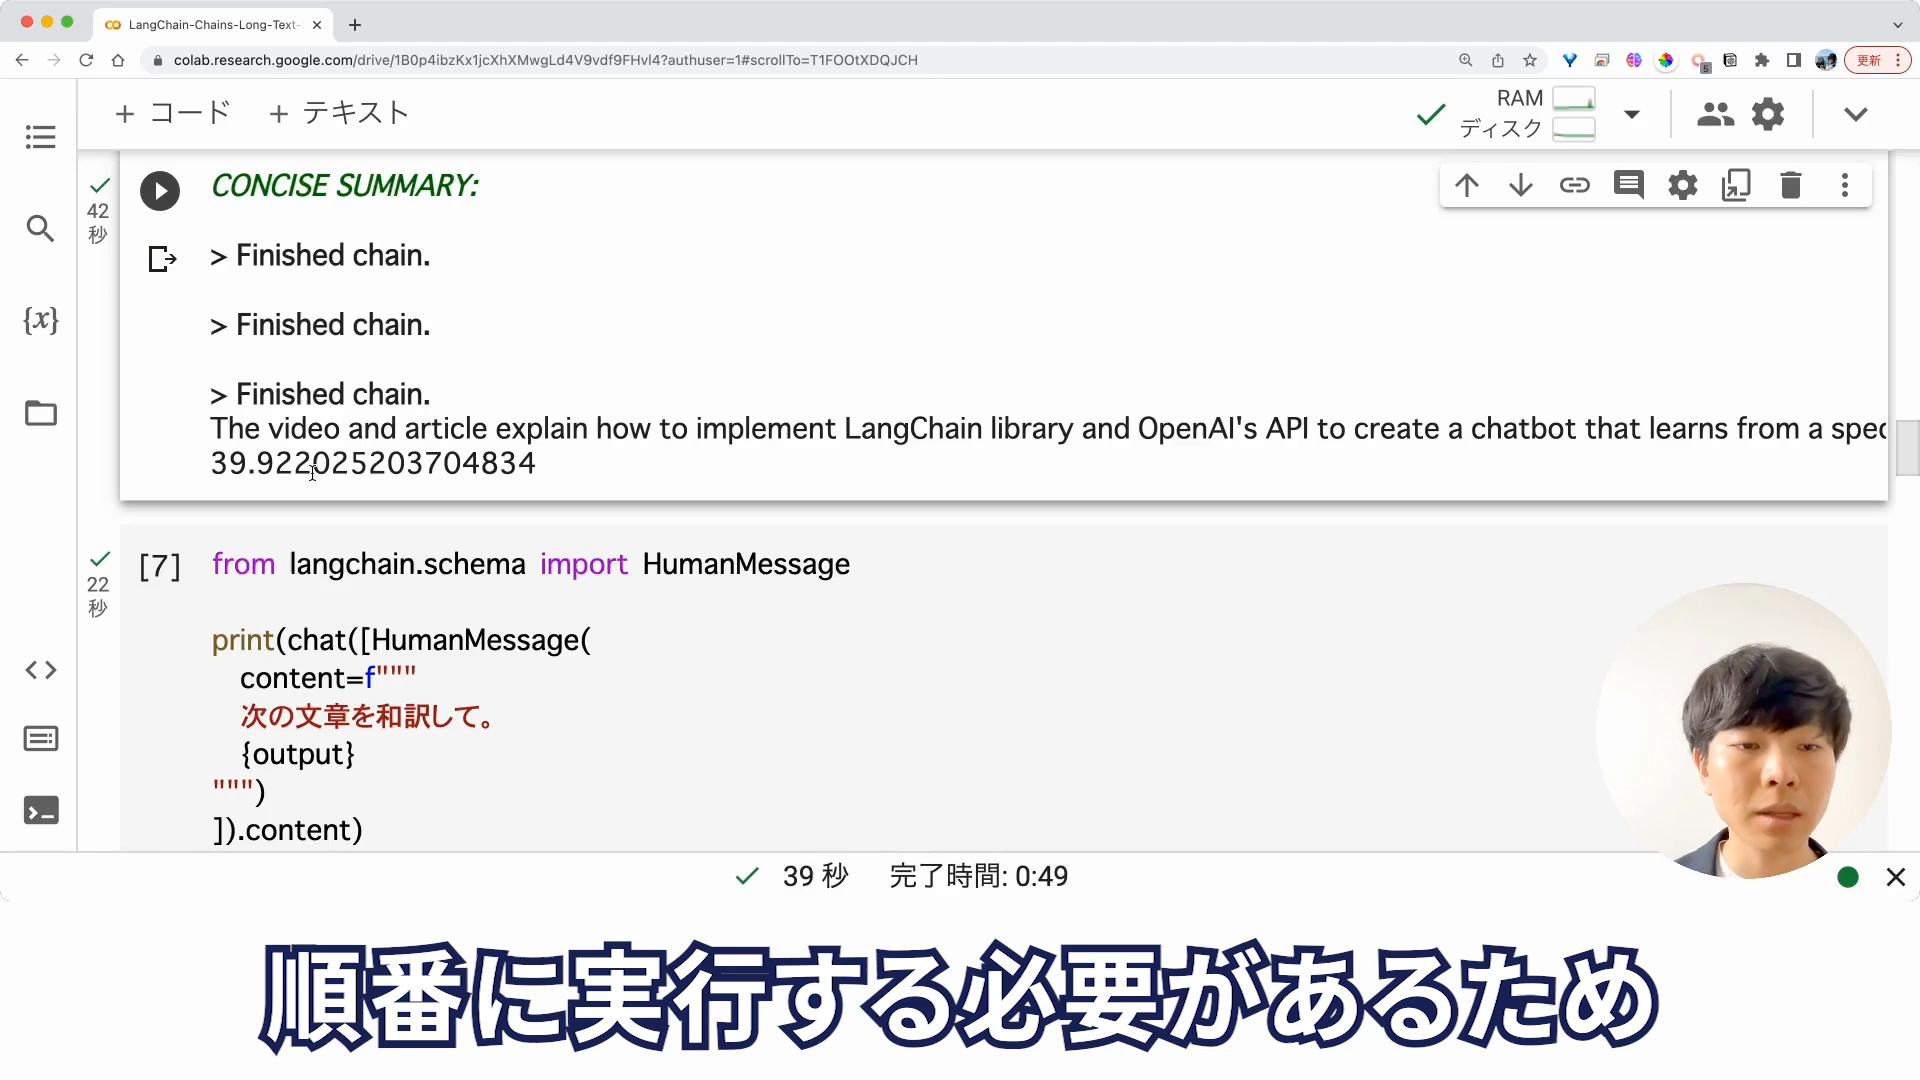 LangChain-Chains-Long-Text-
colab.research.google.com/drive/1B0p4ibzKx1jcXhXMwgLd4V9vdf9FHvl4?authuser=1#scrollTo=T1FOOtXDQJCH
5
更新
+ コード + テキスト
RAM
ディスク
42
秒
CONCISE SUMMARY:
> Finished chain.
> Finished chain.
> Finished chain.
The video and article explain how to implement LangChain library and OpenAI's API to create a chatbot that learns from a spec
39.922025203704834
22
秒
[7] from langchain.schema import HumanMessage
print(chat([HumanMessage(
content=f"""
次の文章を和訳して。
{output}
""")
]).content)
39 秒 完了時間: 0:49
順番に実行する必要があるため